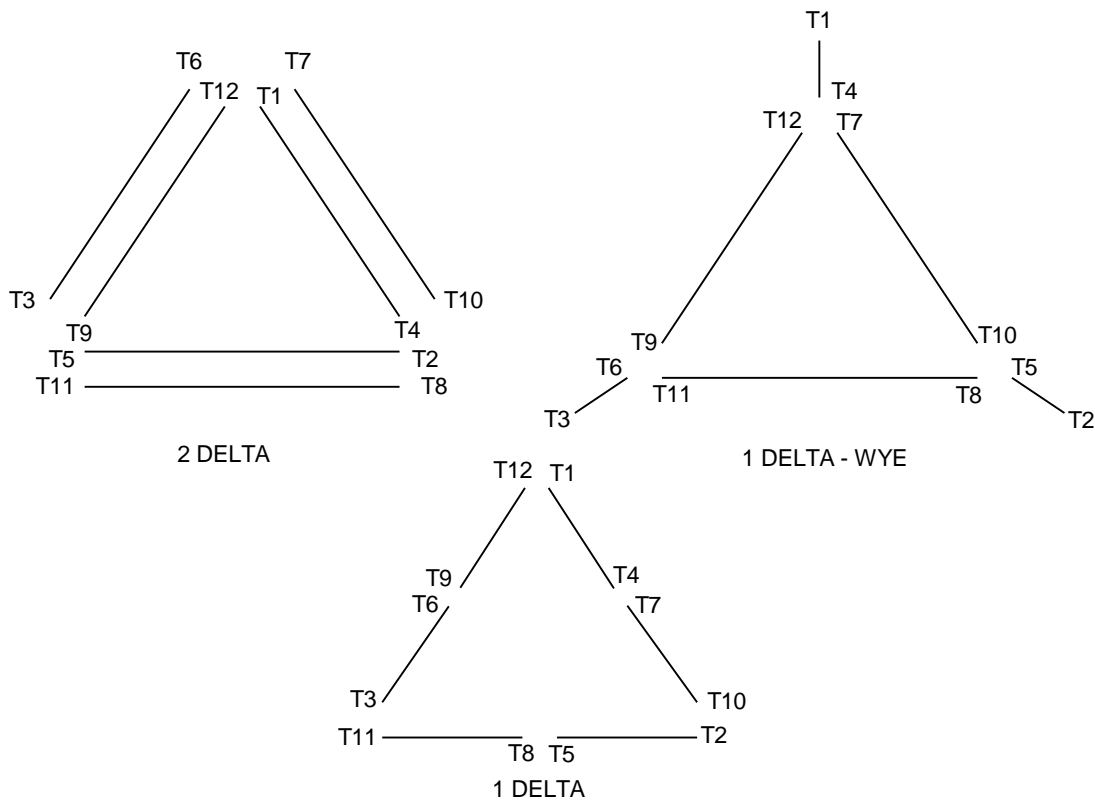 T6
T7
T12
T1
T3
T10
T9
T4
T5
T2
T11
T8
2 DELTA
T1
T4
T12
T7
T9
T10
T6
T5
T11
T8
T3
T2
1 DELTA - WYE
T12
T1
T9
T4
T6
T7
T3
T10
T11
T2
T8
T5
1 DELTA